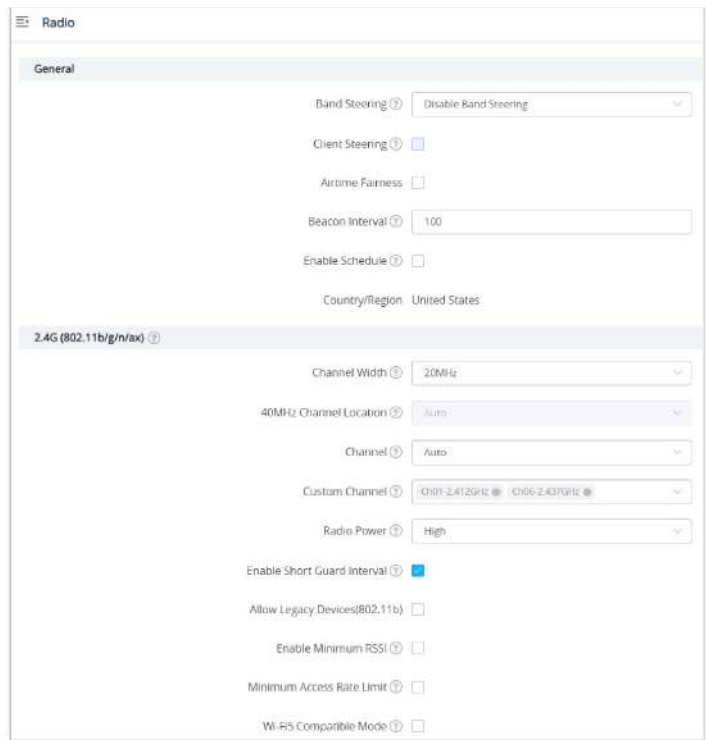 Radio
General
Band Steering ? Disable Band Steering
Client Steering ?
Airtime Fairness
Beacon Interval ? 100
Enable Schedule ?
Country/Region United States
2.4G (802.11b/g/n/ax) ?
Channel Width ? 20MHz
40MHz Channel Location ? Auto
Channel ? Auto
Custom Channel ? Ch01-2.412GHz Ch06-2.437GHz
Radio Power ? High
Enable Short Guard Interval ?
Allow Legacy Devices(802.11b)
Enable Minimum RSSI ?
Minimum Access Rate Limit ?
Wi-Fi5 Compatible Mode ?